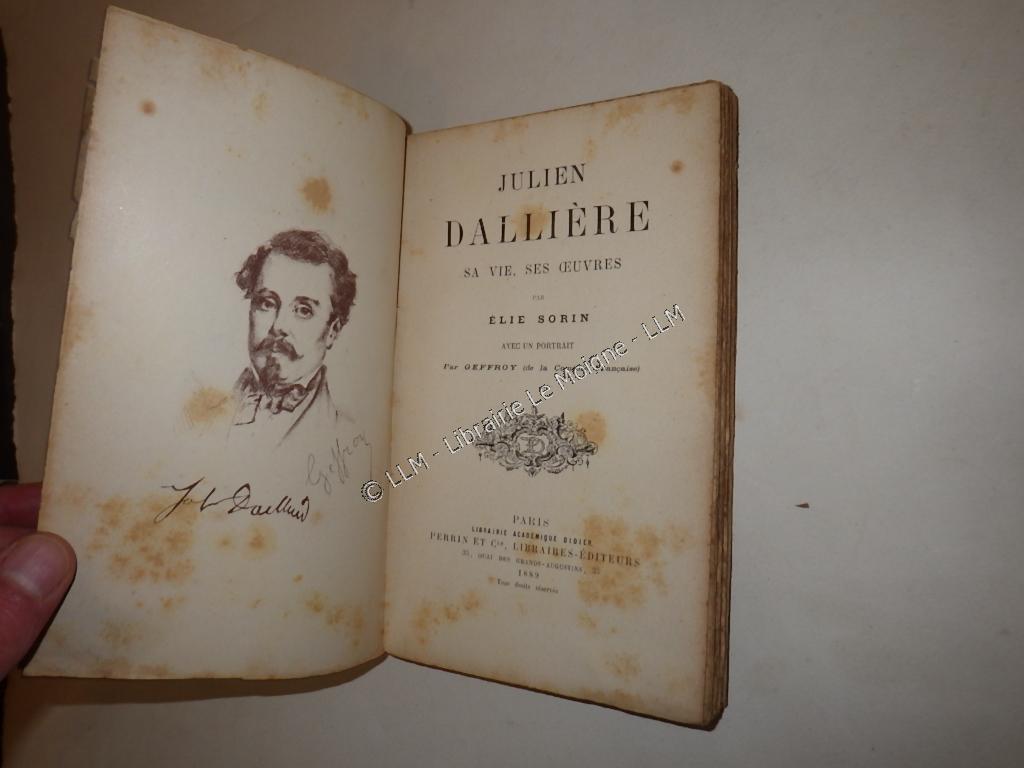 Geffroy
JULIEN
DALLIÈRE
SA VIE, SES ŒUVRES
PAR
ÉLIE SORIN
AVEC UN PORTRAIT
Par GEFFROY (de la Française)
© LLM - Librairie Le Moigne - LLM
PARIS
LIBRAIRIE ACADÉMIQUE DIDIER
PERRIN ET Cie, LIBRAIRES-ÉDITEURS
35, QUAI DES GRANDS-AUGUSTINS, 35
1889
Tous droits réservés